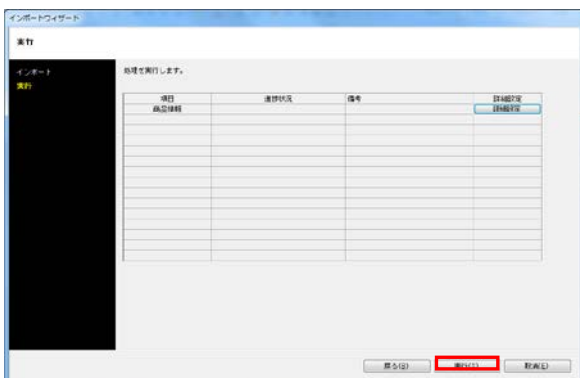 インポートウィザード
実行
インポート
実行
処理を実行します。
項目 進捗状況 備考 詳細設定
商品情報 詳細設定
戻る(B) 実行(Z) 取消(E)